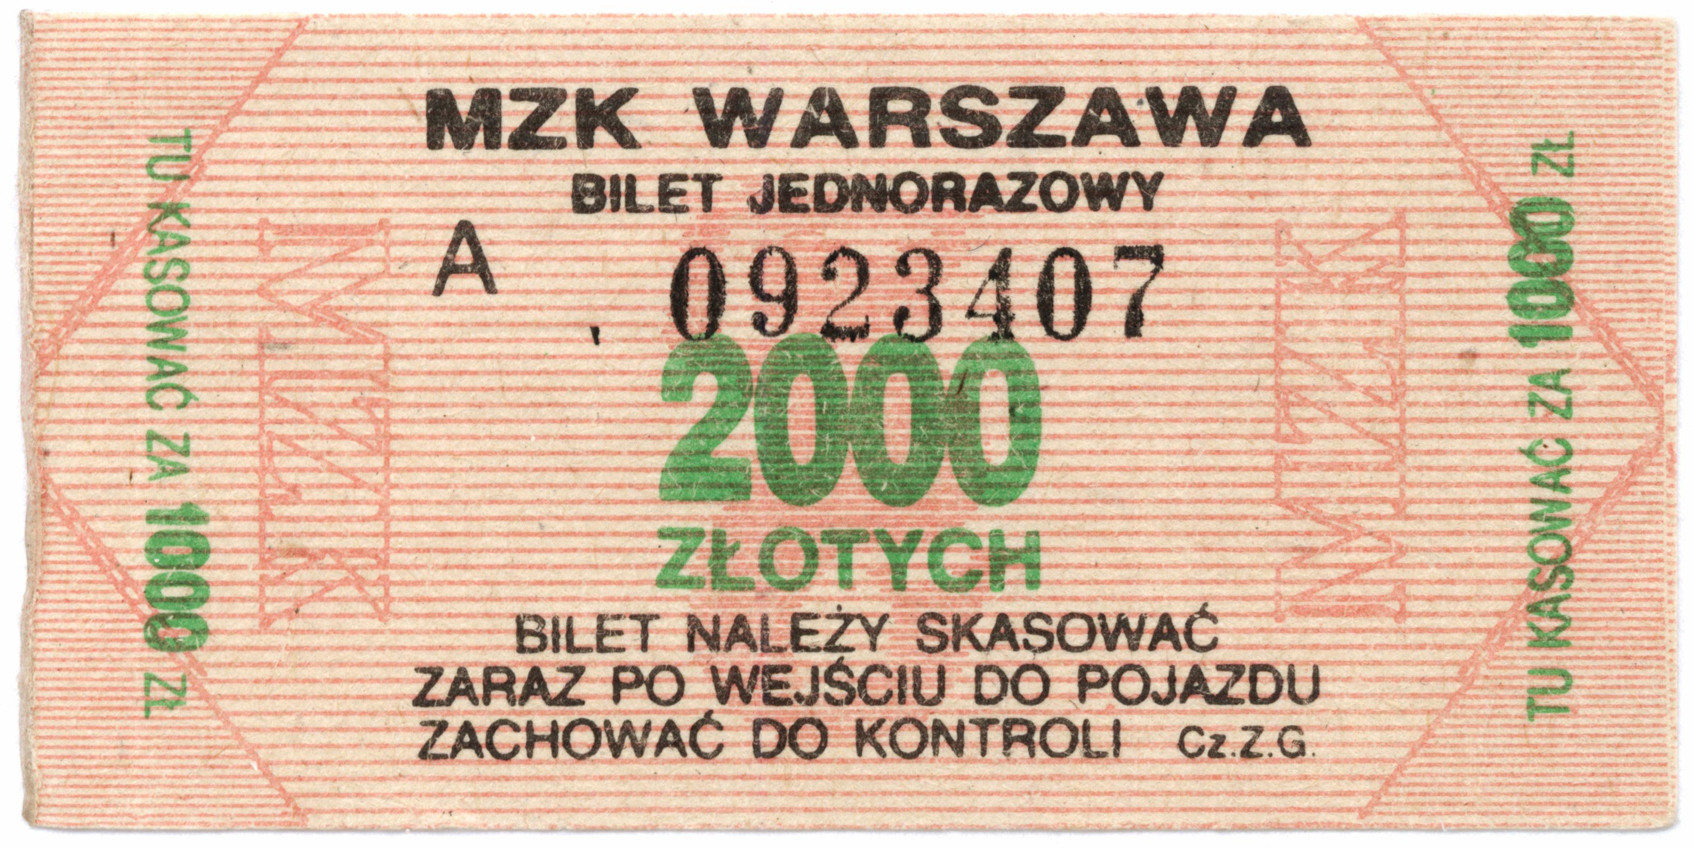 MZK WARSZAWA
BILET JEDNORAZOWY
A 0923407
2000
ZŁOTYCH
BILET NALEŻY SKASOWAĆ
ZARAZ PO WEJŚCIU DO POJAZDU
ZACHOWAĆ DO KONTROLI Cz.Z.G.
TU KASOWAĆ ZA 1000 ZŁ
MZK
MZK
TU KASOWAĆ ZA 1000 ZŁ